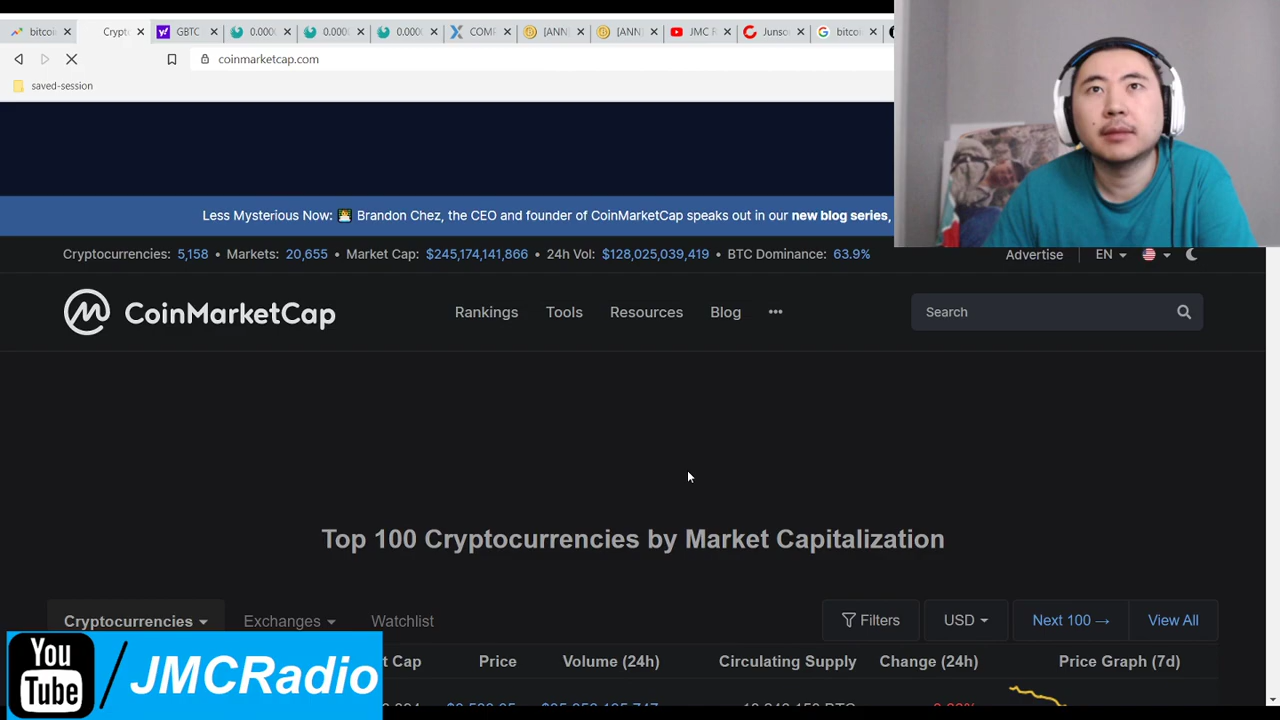 bitcoi
Crypt
GBTC
0.000
0.000
0.000
COMF
[ANN
[ANN
JMC R
Junso
bitcoi
coinmarketcap.com
saved-session
Less Mysterious Now: Brandon Chez, the CEO and founder of CoinMarketCap speaks out in our new blog series,
Cryptocurrencies: 5,158 • Markets: 20,655 • Market Cap: $245,174,141,866 • 24h Vol: $128,025,039,419 • BTC Dominance: 63.9%
Advertise EN
CoinMarketCap
Rankings Tools Resources Blog •••
Search
Top 100 Cryptocurrencies by Market Capitalization
Cryptocurrencies Exchanges Watchlist
Filters USD Next 100 → View All
t Cap Price Volume (24h) Circulating Supply Change (24h) Price Graph (7d)
You Tube / JMCRadio